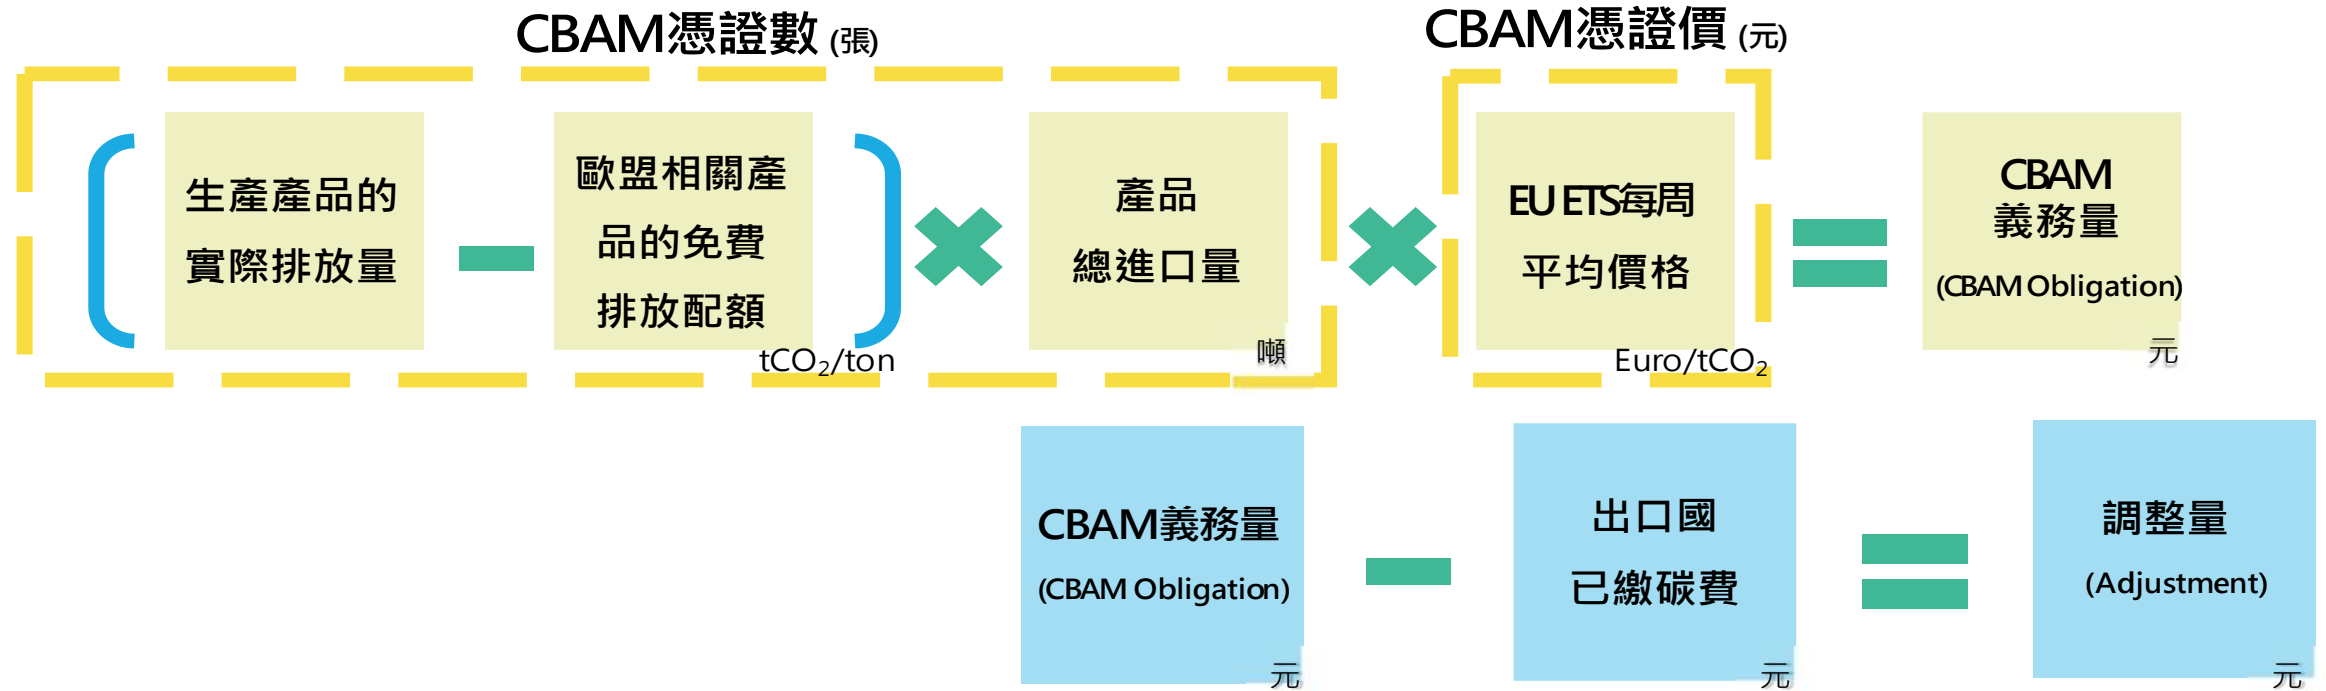 CBAM憑證數 (張)
CBAM憑證價 (元)
生產產品的
實際排放量
歐盟相關產
品的免費
排放配額
tCO₂/ton
產品
總進口量
噸
EU ETS每周
平均價格
Euro/tCO₂
CBAM
義務量
(CBAM Obligation)
元
CBAM義務量
(CBAM Obligation)
元
出口國
已繳碳費
元
調整量
(Adjustment)
元